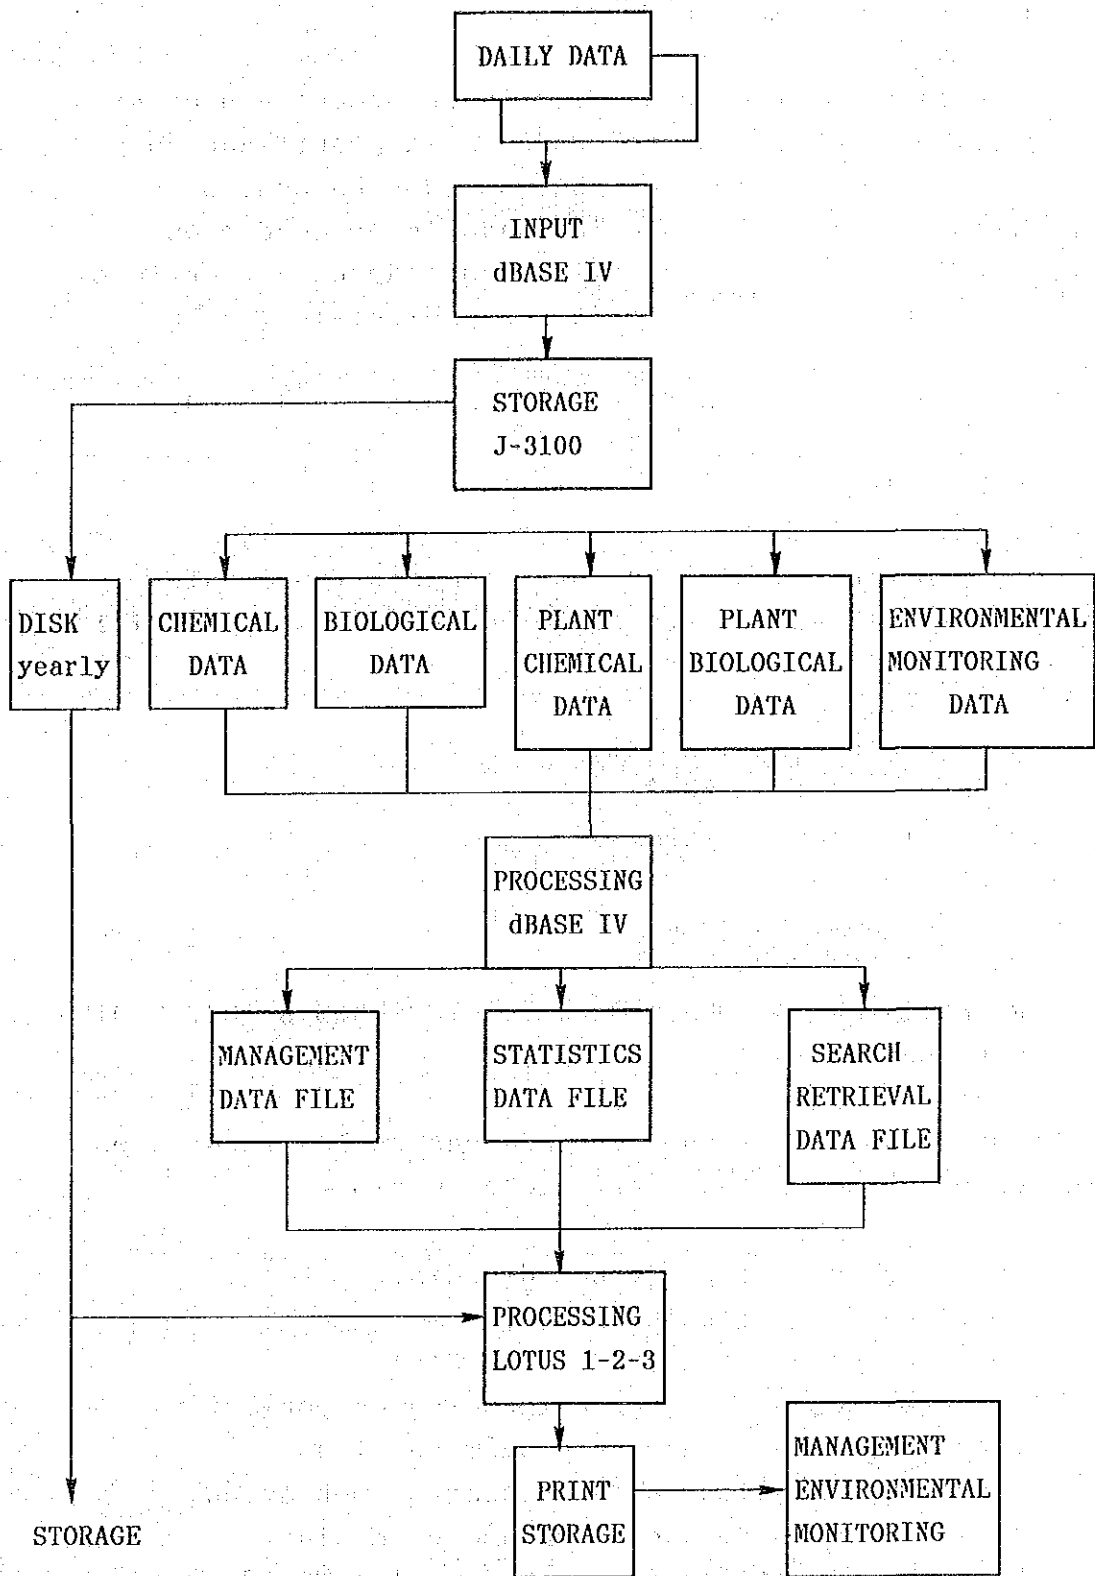 DAILY DATA
INPUT
dBASE IV
STORAGE
J-3100
DISK
yearly
CHEMICAL
DATA
BIOLOGICAL
DATA
PLANT
CHEMICAL
DATA
PLANT
BIOLOGICAL
DATA
ENVIRONMENTAL
MONITORING
DATA
PROCESSING
dBASE IV
MANAGEMENT
DATA FILE
STATISTICS
DATA FILE
SEARCH
RETRIEVAL
DATA FILE
PROCESSING
LOTUS 1-2-3
PRINT
STORAGE
MANAGEMENT
ENVIRONMENTAL
MONITORING
STORAGE